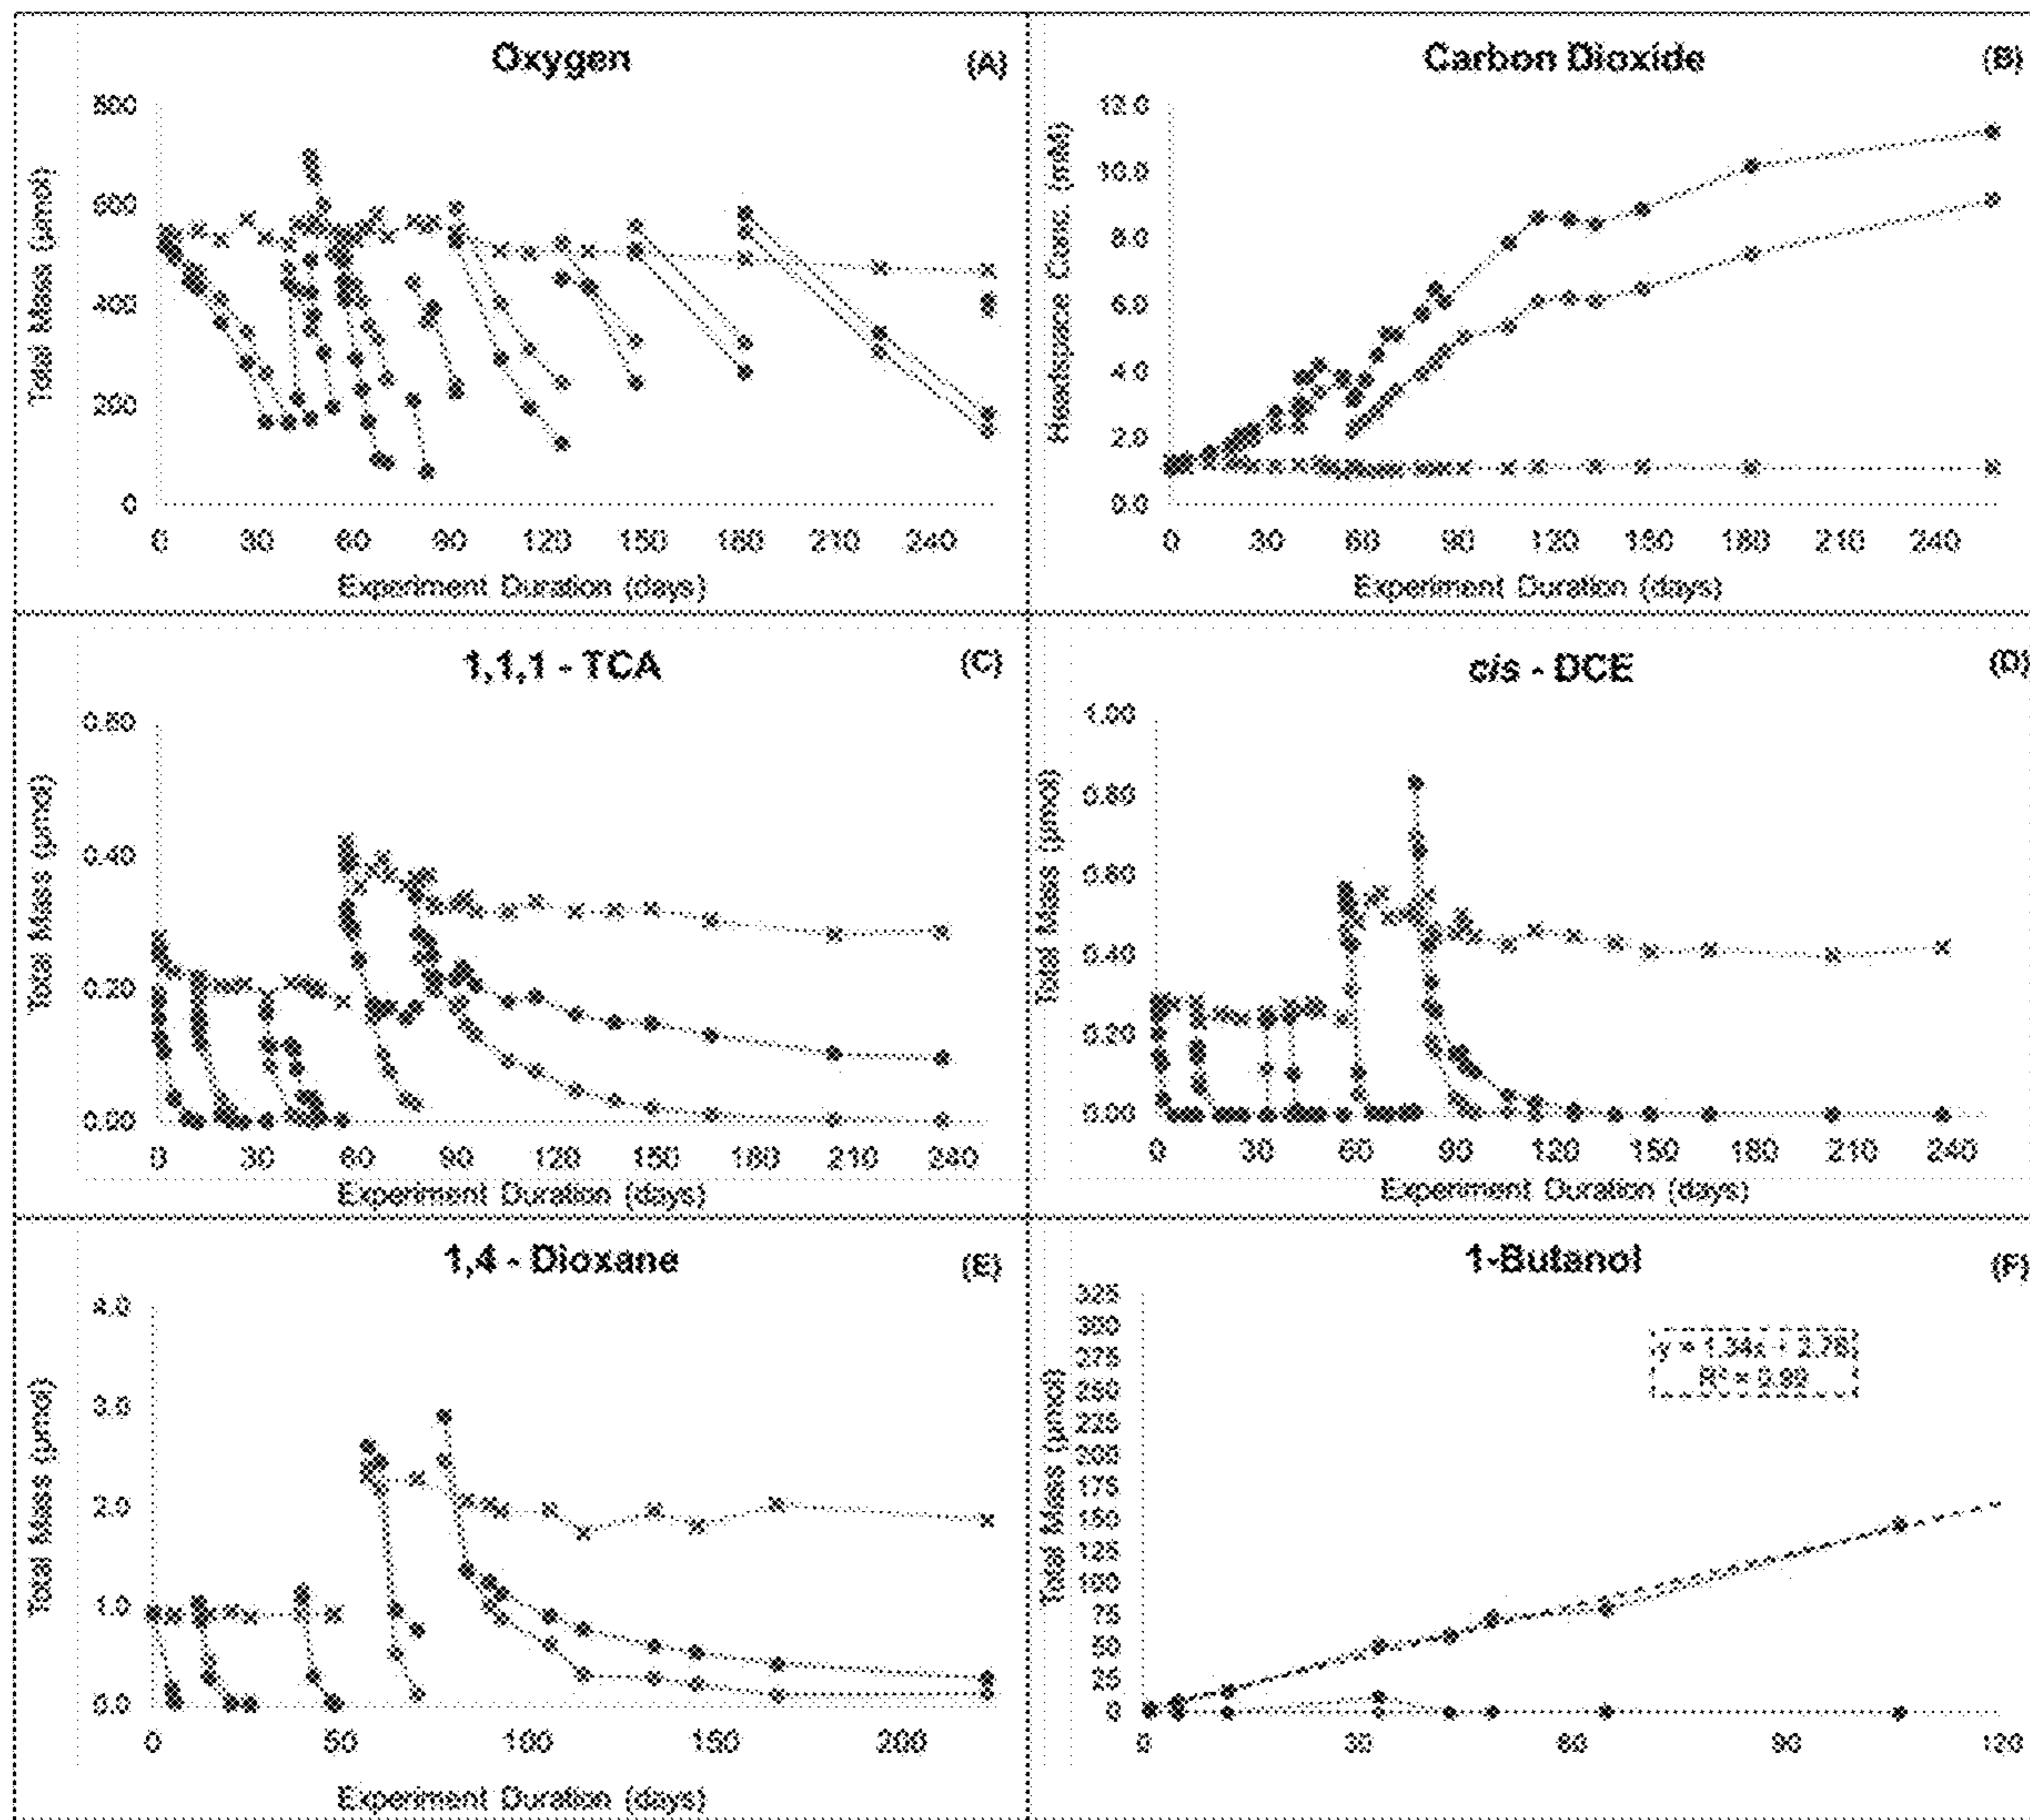 Oxygen
(A)
Total Mass (µmol)
800
600
400
200
0
0 30 60 90 120 150 180 210 240
Experiment Duration (days)
Carbon Dioxide
(B)
Headspace Conc. (mM)
12.0
10.0
8.0
6.0
4.0
2.0
0.0
0 30 60 90 120 150 180 210 240
Experiment Duration (days)
1,1,1 - TCA
(C)
Total Mass (µmol)
0.60
0.40
0.20
0.00
0 30 60 90 120 150 180 210 240
Experiment Duration (days)
cis - DCE
(D)
Total Mass (µmol)
1.00
0.80
0.60
0.40
0.20
0.00
0 30 60 90 120 150 180 210 240
Experiment Duration (days)
1,4 - Dioxane
(E)
Total Mass (µmol)
4.0
3.0
2.0
1.0
0.0
0 50 100 150 200
Experiment Duration (days)
1-Butanol
(F)
Total Mass (µmol)
325
300
275
250
225
200
175
150
125
100
75
50
25
0
y = 1.34x + 2.78
R² = 0.99
0 30 60 90 120